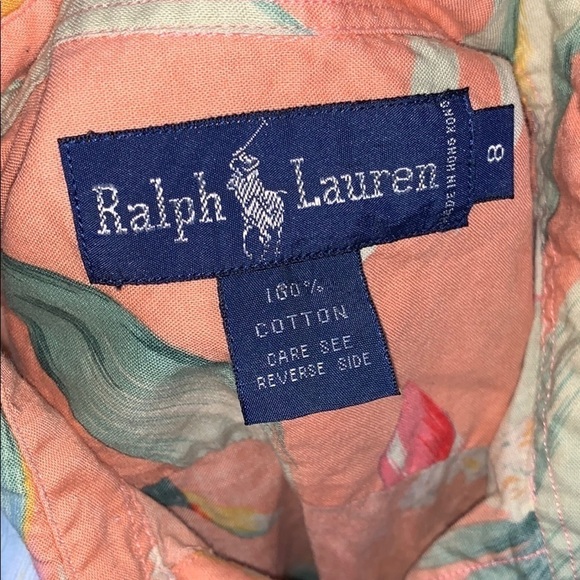 Ralph Lauren
MADE IN HONG KONG
8
100%
COTTON
CARE SEE
REVERSE SIDE